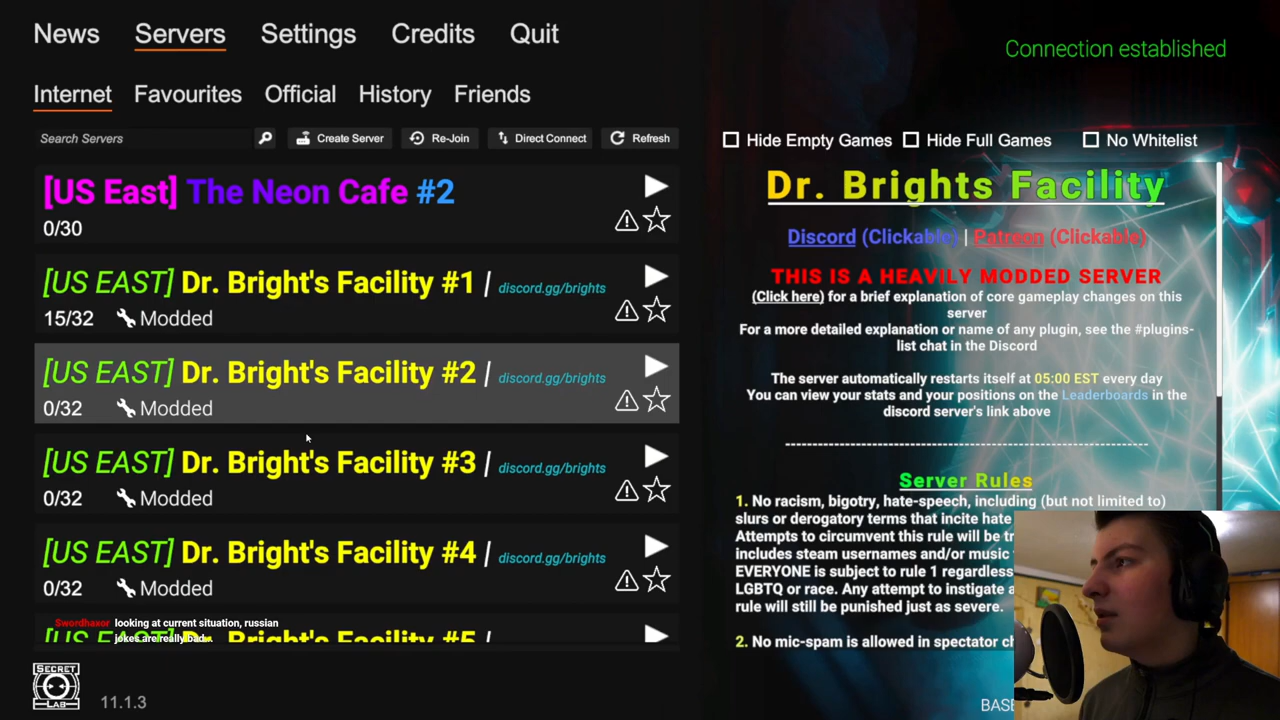 News Servers Settings Credits Quit
Connection established
Internet Favourites Official History Friends
Search Servers Create Server Re-Join Direct Connect Refresh
Hide Empty Games Hide Full Games No Whitelist
[US East] The Neon Cafe #2
0/30
[US EAST] Dr. Bright's Facility #1 | discord.gg/brights
15/32 Modded
[US EAST] Dr. Bright's Facility #2 | discord.gg/brights
0/32 Modded
[US EAST] Dr. Bright's Facility #3 | discord.gg/brights
0/32 Modded
[US EAST] Dr. Bright's Facility #4 | discord.gg/brights
0/32 Modded
[US EAST] Dr. Bright's Facility #5
Swordhaxor looking at current situation, russian
jokes are really bad
SECRET
LAB
11.1.3
Dr. Brights Facility
Discord (Clickable) | Patreon (Clickable)
THIS IS A HEAVILY MODDED SERVER
(Click here) for a brief explanation of core gameplay changes on this
server
For a more detailed explanation or name of any plugin, see the #plugins-
list chat in the Discord
The server automatically restarts itself at 05:00 EST every day
You can view your stats and your positions on the Leaderboards in the
discord server's link above
----------------------------------------------------------------
Server Rules
1. No racism, bigotry, hate-speech, including (but not limited to)
slurs or derogatory terms that incite hate
Attempts to circumvent this rule will be
includes steam usernames and/or music
EVERYONE is subject to rule 1 regardless
LGBTQ or race. Any attempt to instigate
rule will still be punished just as severe.
2. No mic-spam is allowed in spectator
BASE